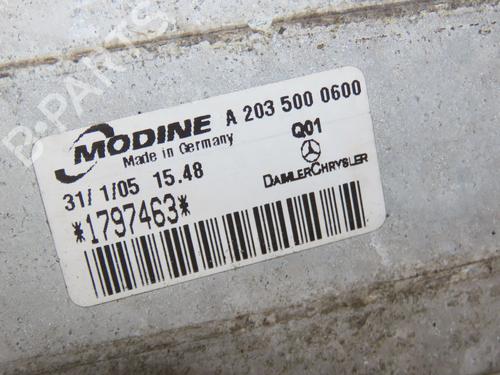 B-PARTS
MODINE A 203 500 0600
Made in Germany Q01
31/ 1/05 15.48 DAIMLERCHRYSLER
*1797463*